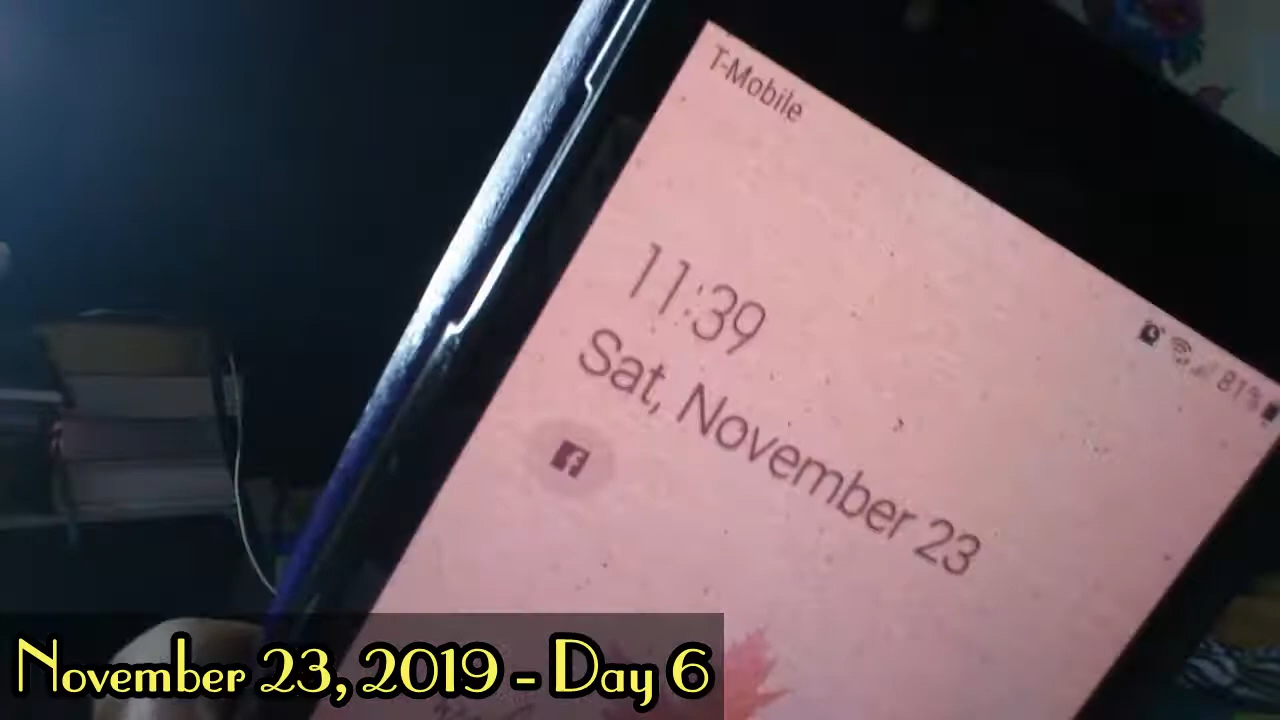 T-Mobile
81%
11:39
Sat, November 23
November 23, 2019 - Day 6